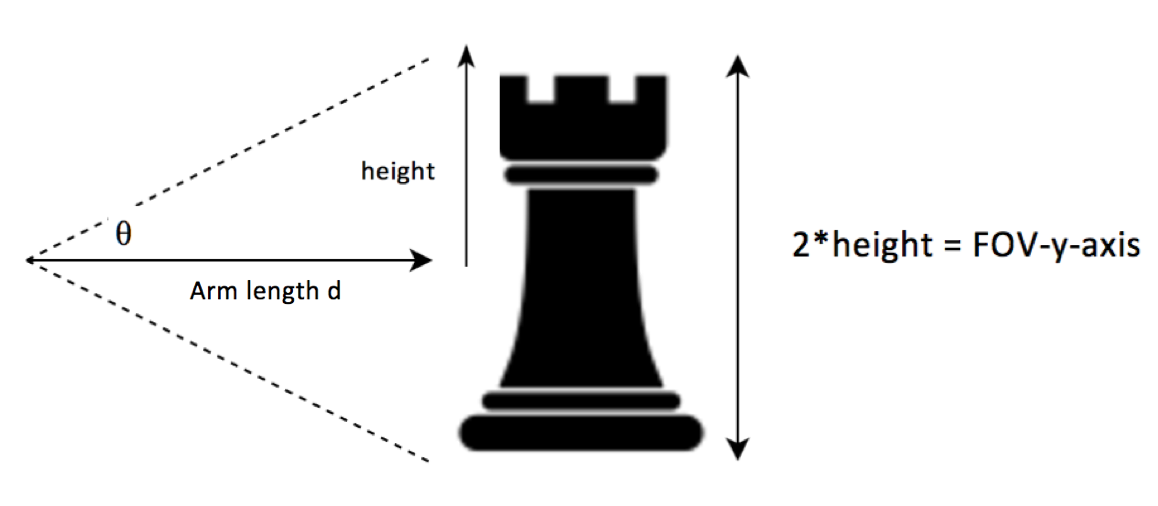 height
θ
Arm length d
2*height = FOV-y-axis